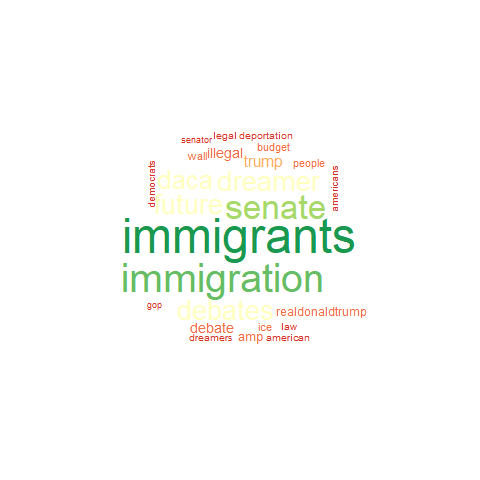 senator legal deportation
budget
wall illegal
trump people
democrats
daca dreamer
americans
future senate
immigrants
immigration
gop
debates realdonaldtrump
debate ice law
dreamers amp american